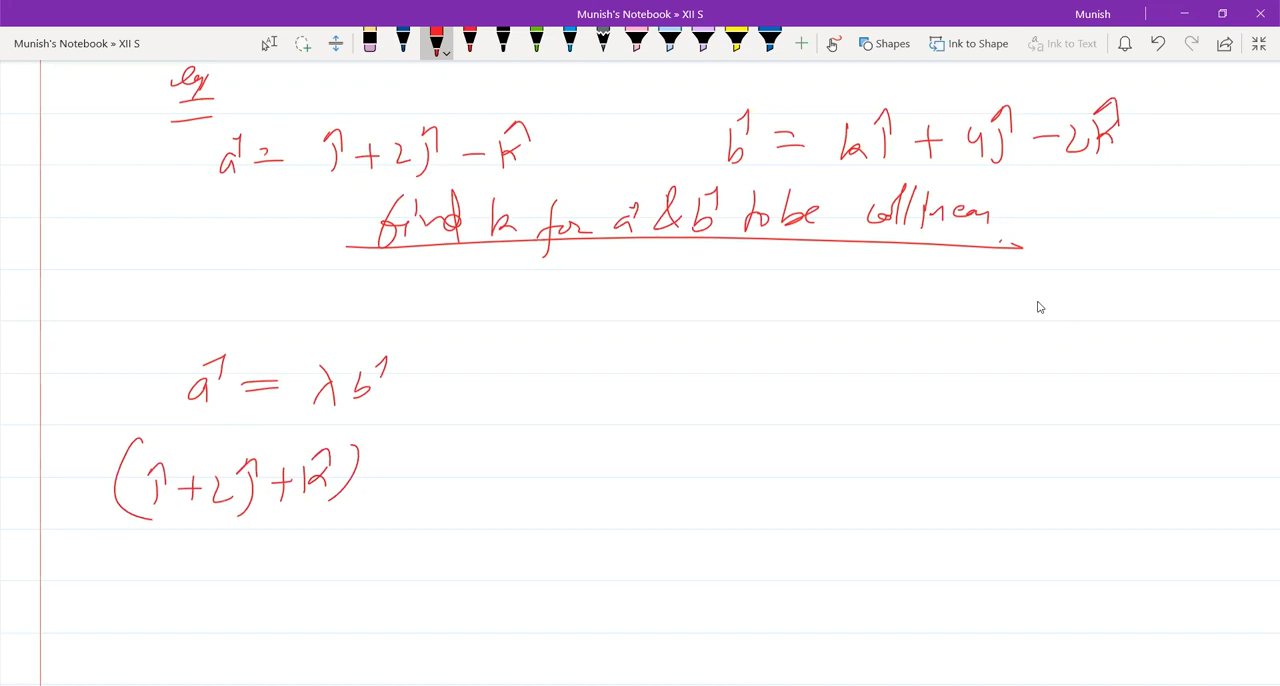 Munish's Notebook » XII S
Munish
Munish's Notebook » XII S
Shapes
Ink to Shape
Ink to Text
eg
a⃗ = î + 2ĵ − k̂
b⃗ = kî + 4ĵ − 2k̂
find k for a⃗ & b⃗ to be collinear
a⃗ = λ b⃗
(î + 2ĵ + k̂)